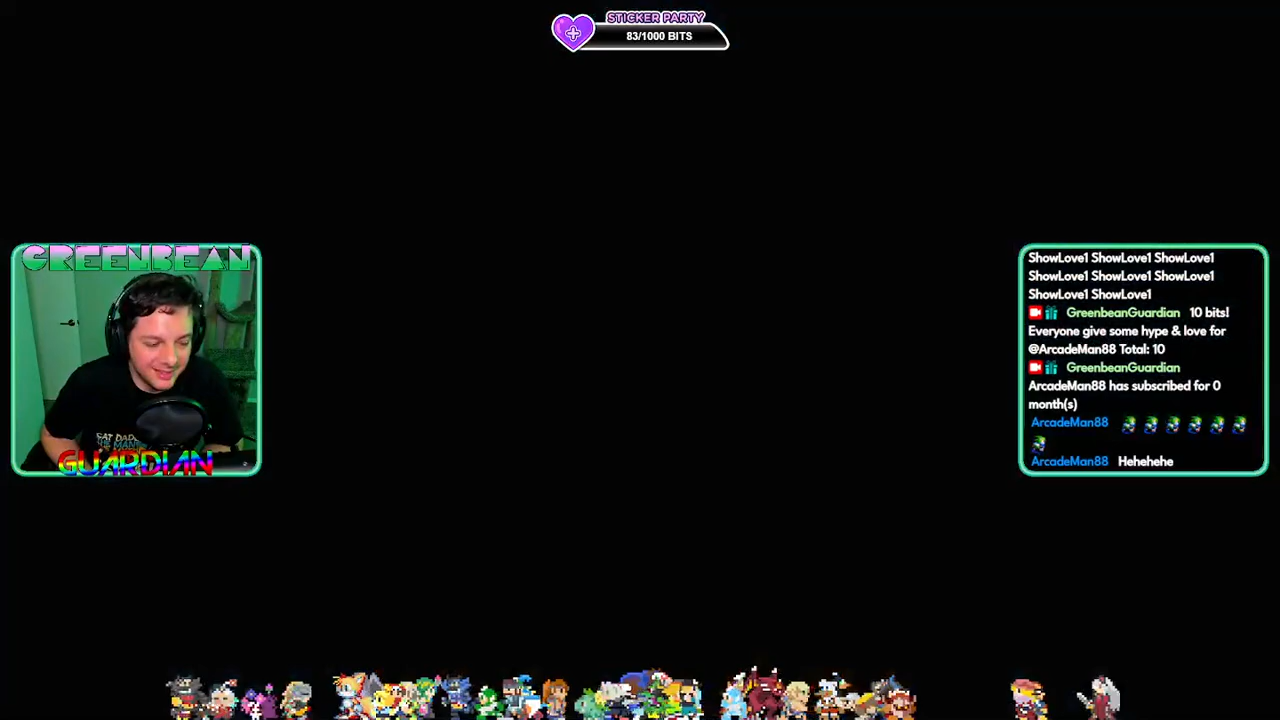 STICKER PARTY
83/1000 BITS
GREENBEAN
GUARDIAN
ShowLove1 ShowLove1 ShowLove1
ShowLove1 ShowLove1 ShowLove1
ShowLove1 ShowLove1
GreenbeanGuardian 10 bits!
Everyone give some hype & love for
@ArcadeMan88 Total: 10
GreenbeanGuardian
ArcadeMan88 has subscribed for 0
month(s)
ArcadeMan88
ArcadeMan88 Hehehehe